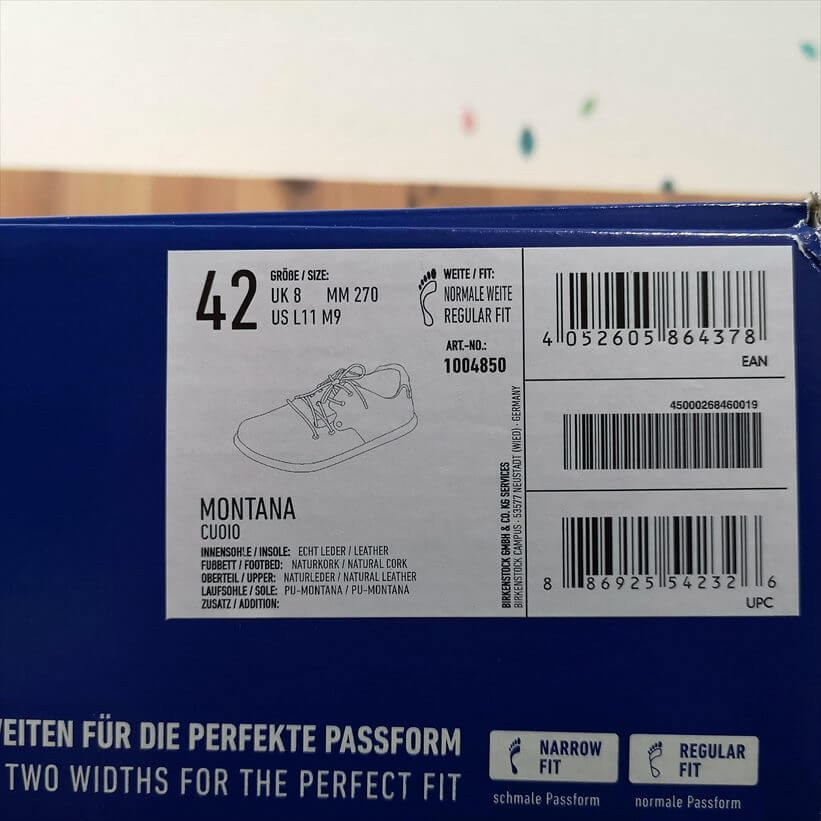 42
GRÖẞE / SIZE:
UK 8 MM 270
US L11 M9
WEITE / FIT:
NORMALE WEITE
REGULAR FIT
ART.-NO.:
1004850
MONTANA
CUOIO
INNENSOHLE / INSOLE: ECHT LEDER / LEATHER
FUßBETT / FOOTBED: NATURKORK / NATURAL CORK
OBERTEIL / UPPER: NATURLEDER / NATURAL LEATHER
LAUFSOHLE / SOLE: PU-MONTANA / PU-MONTANA
ZUSATZ / ADDITION:
BIRKENSTOCK GMBH & CO. KG SERVICES
BIRKENSTOCK CAMPUS · 53577 NEUSTADT (WIED) · GERMANY
4 052605 864378
EAN
45000268460019
8 86925 54232 6
UPC
WEITEN FÜR DIE PERFEKTE PASSFORM
TWO WIDTHS FOR THE PERFECT FIT
NARROW
FIT
schmale Passform
REGULAR
FIT
normale Passform